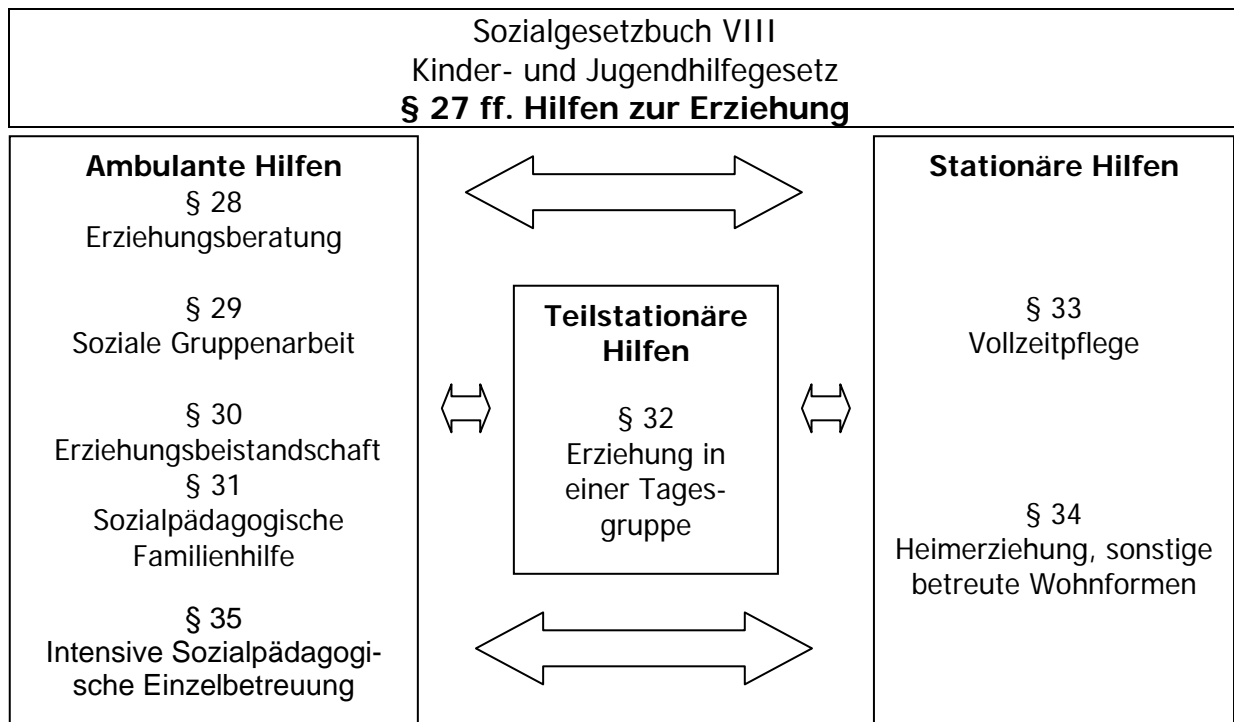 Sozialgesetzbuch VIII
Kinder- und Jugendhilfegesetz
§ 27 ff. Hilfen zur Erziehung
Ambulante Hilfen
§ 28
Erziehungsberatung
§ 29
Soziale Gruppenarbeit
§ 30
Erziehungsbeistandschaft
§ 31
Sozialpädagogische
Familienhilfe
§ 35
Intensive Sozialpädagogi-
sche Einzelbetreuung
Teilstationäre
Hilfen
§ 32
Erziehung in
einer Tages-
gruppe
Stationäre Hilfen
§ 33
Vollzeitpflege
§ 34
Heimerziehung, sonstige
betreute Wohnformen